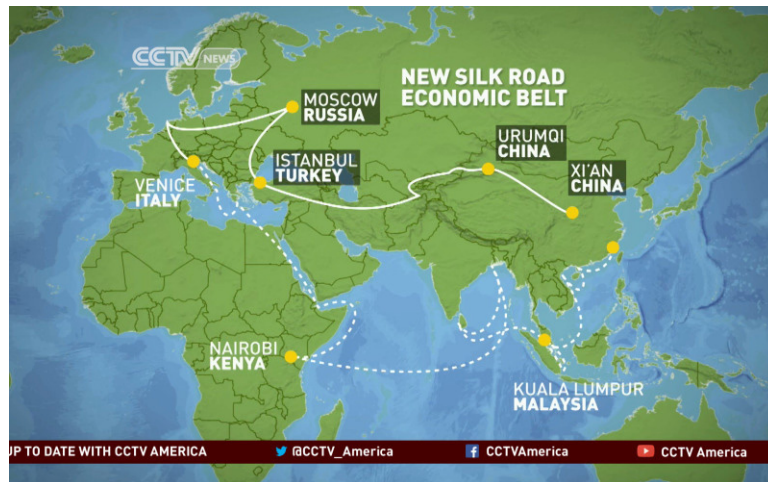 CCTV NEWS
NEW SILK ROAD
ECONOMIC BELT
MOSCOW
RUSSIA
URUMQI
CHINA
ISTANBUL
TURKEY
XI'AN
CHINA
VENICE
ITALY
NAIROBI
KENYA
KUALA LUMPUR
MALAYSIA
UP TO DATE WITH CCTV AMERICA
@CCTV_America
CCTVAmerica
CCTV America